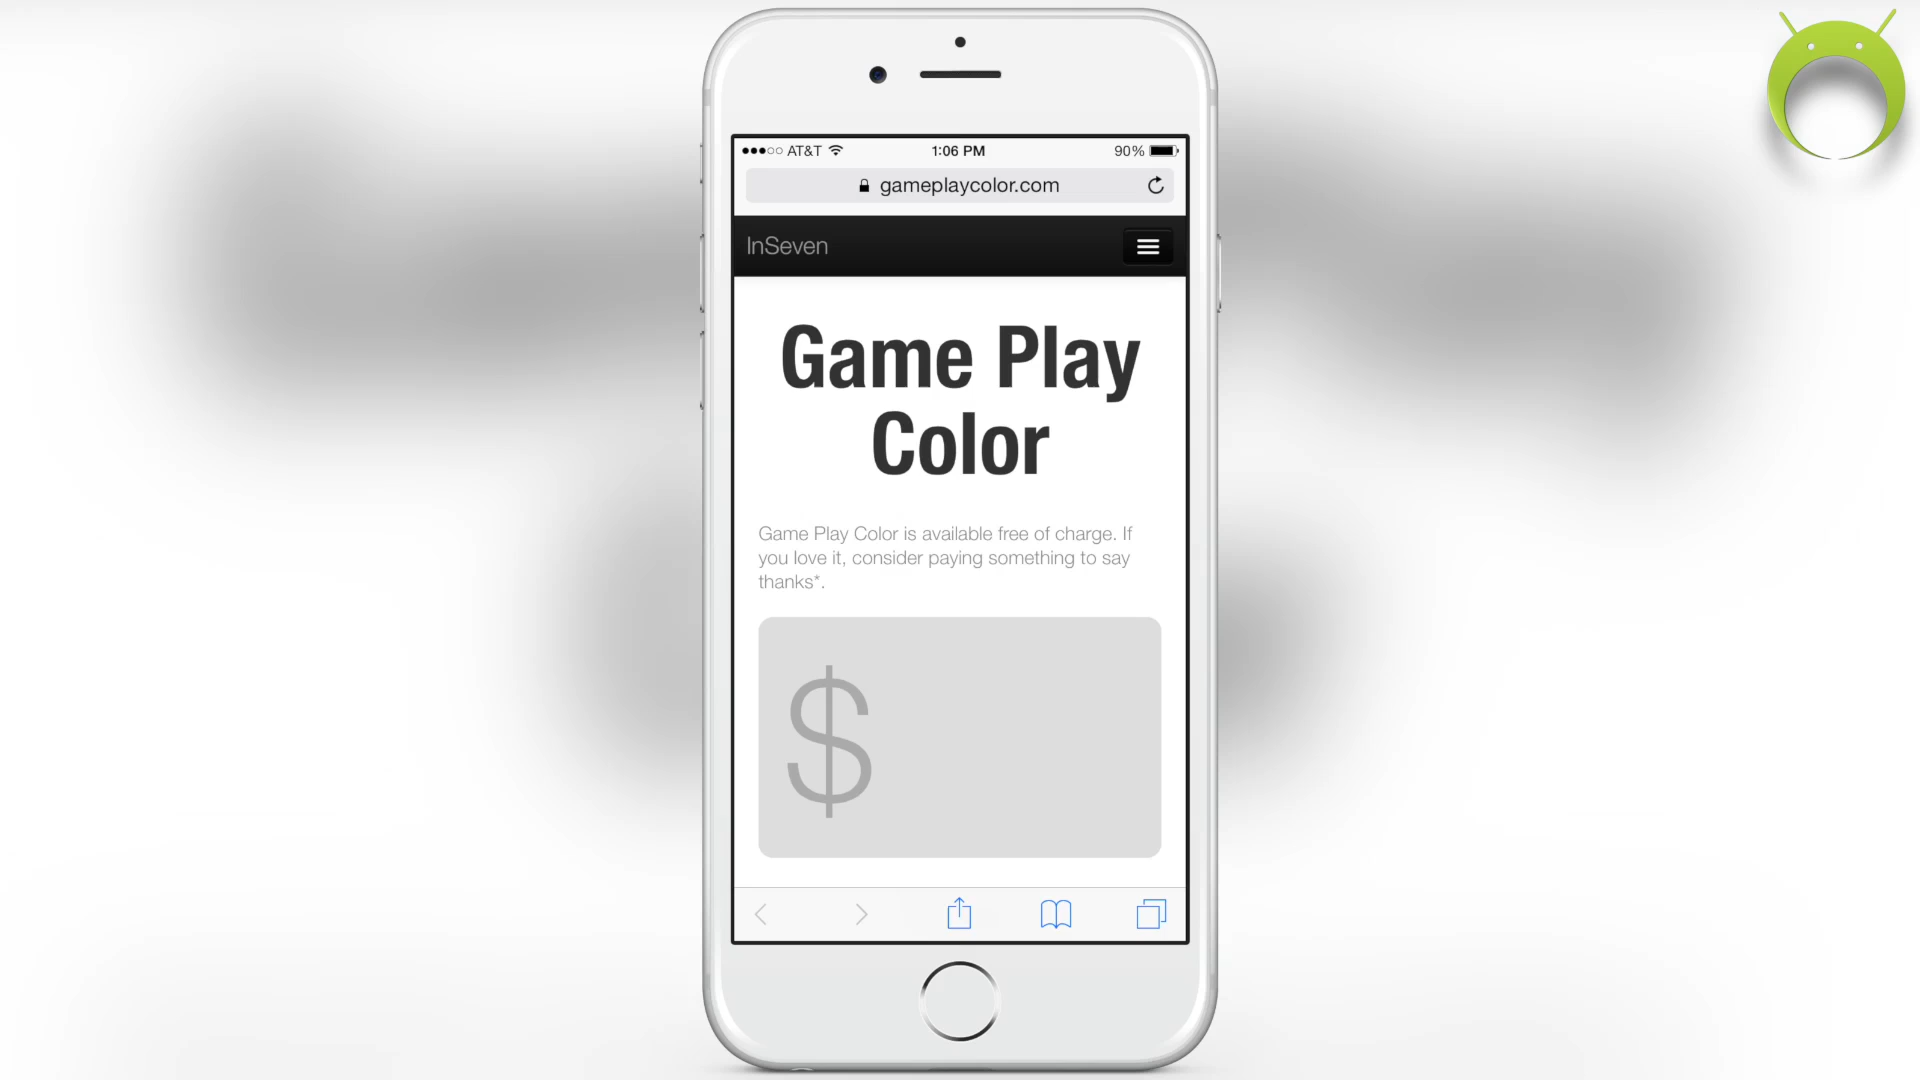 AT&T
1:06 PM
90%
gameplaycolor.com
InSeven
Game Play
Color
Game Play Color is available free of charge. If
you love it, consider paying something to say
thanks*.
$